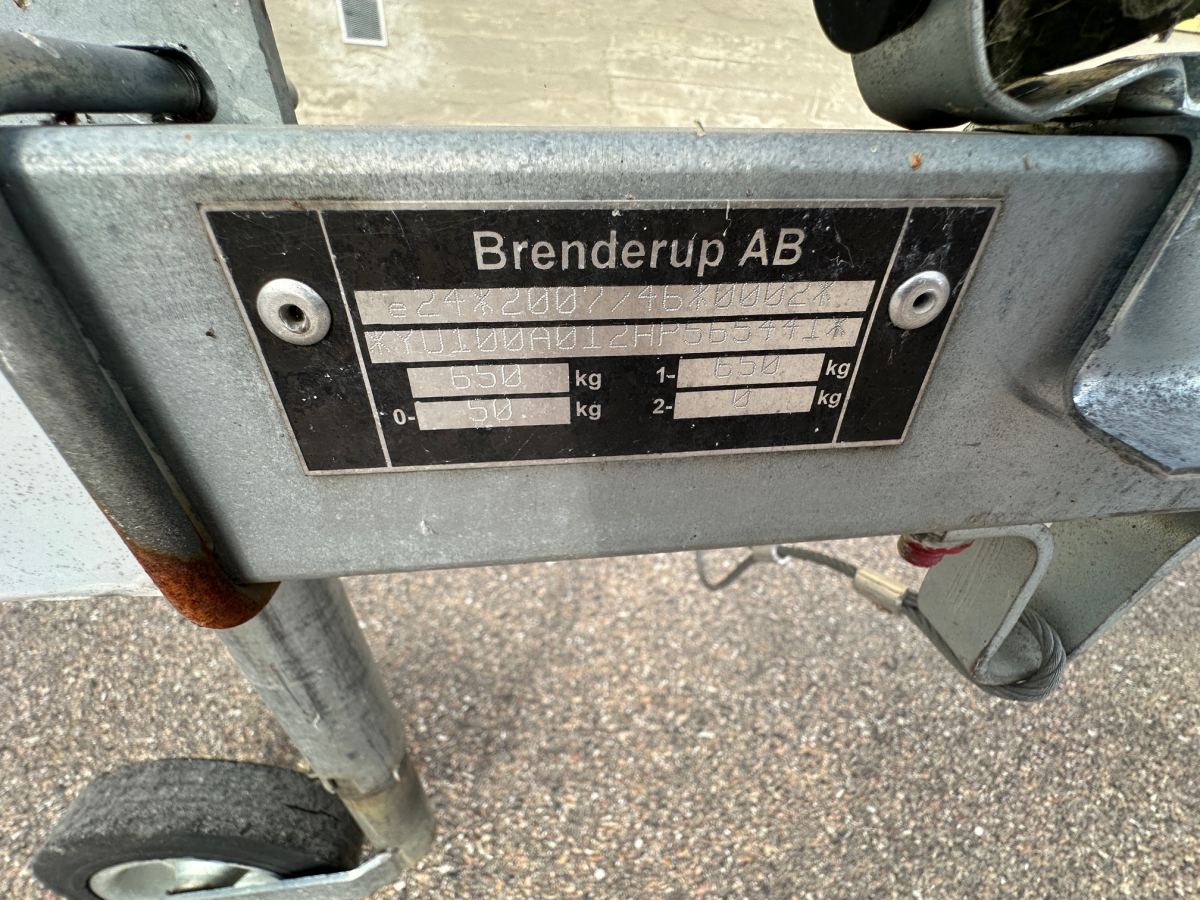 Brenderup AB
e24*2007/46*0002*
*YU100A012HP565441*
650 kg 1- 650 kg
0- 50 kg 2- 0 kg